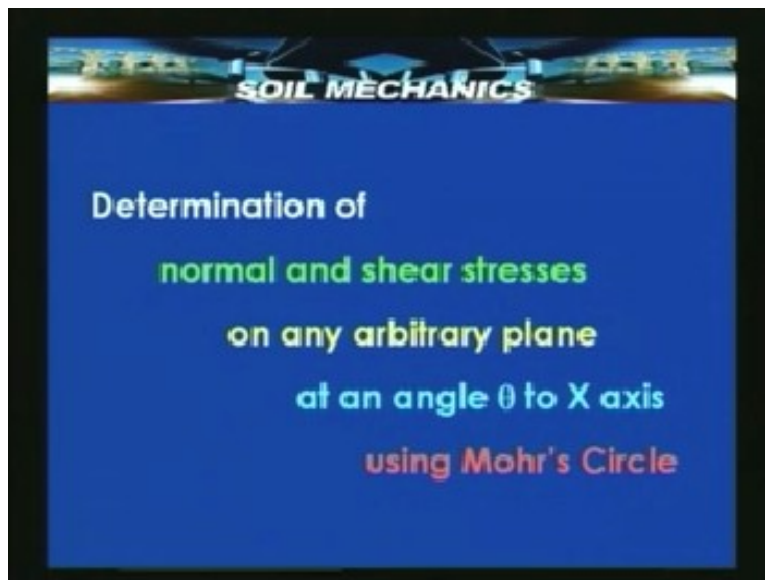 SOIL MECHANICS
Determination of
normal and shear stresses
on any arbitrary plane
at an angle θ to X axis
using Mohr's Circle